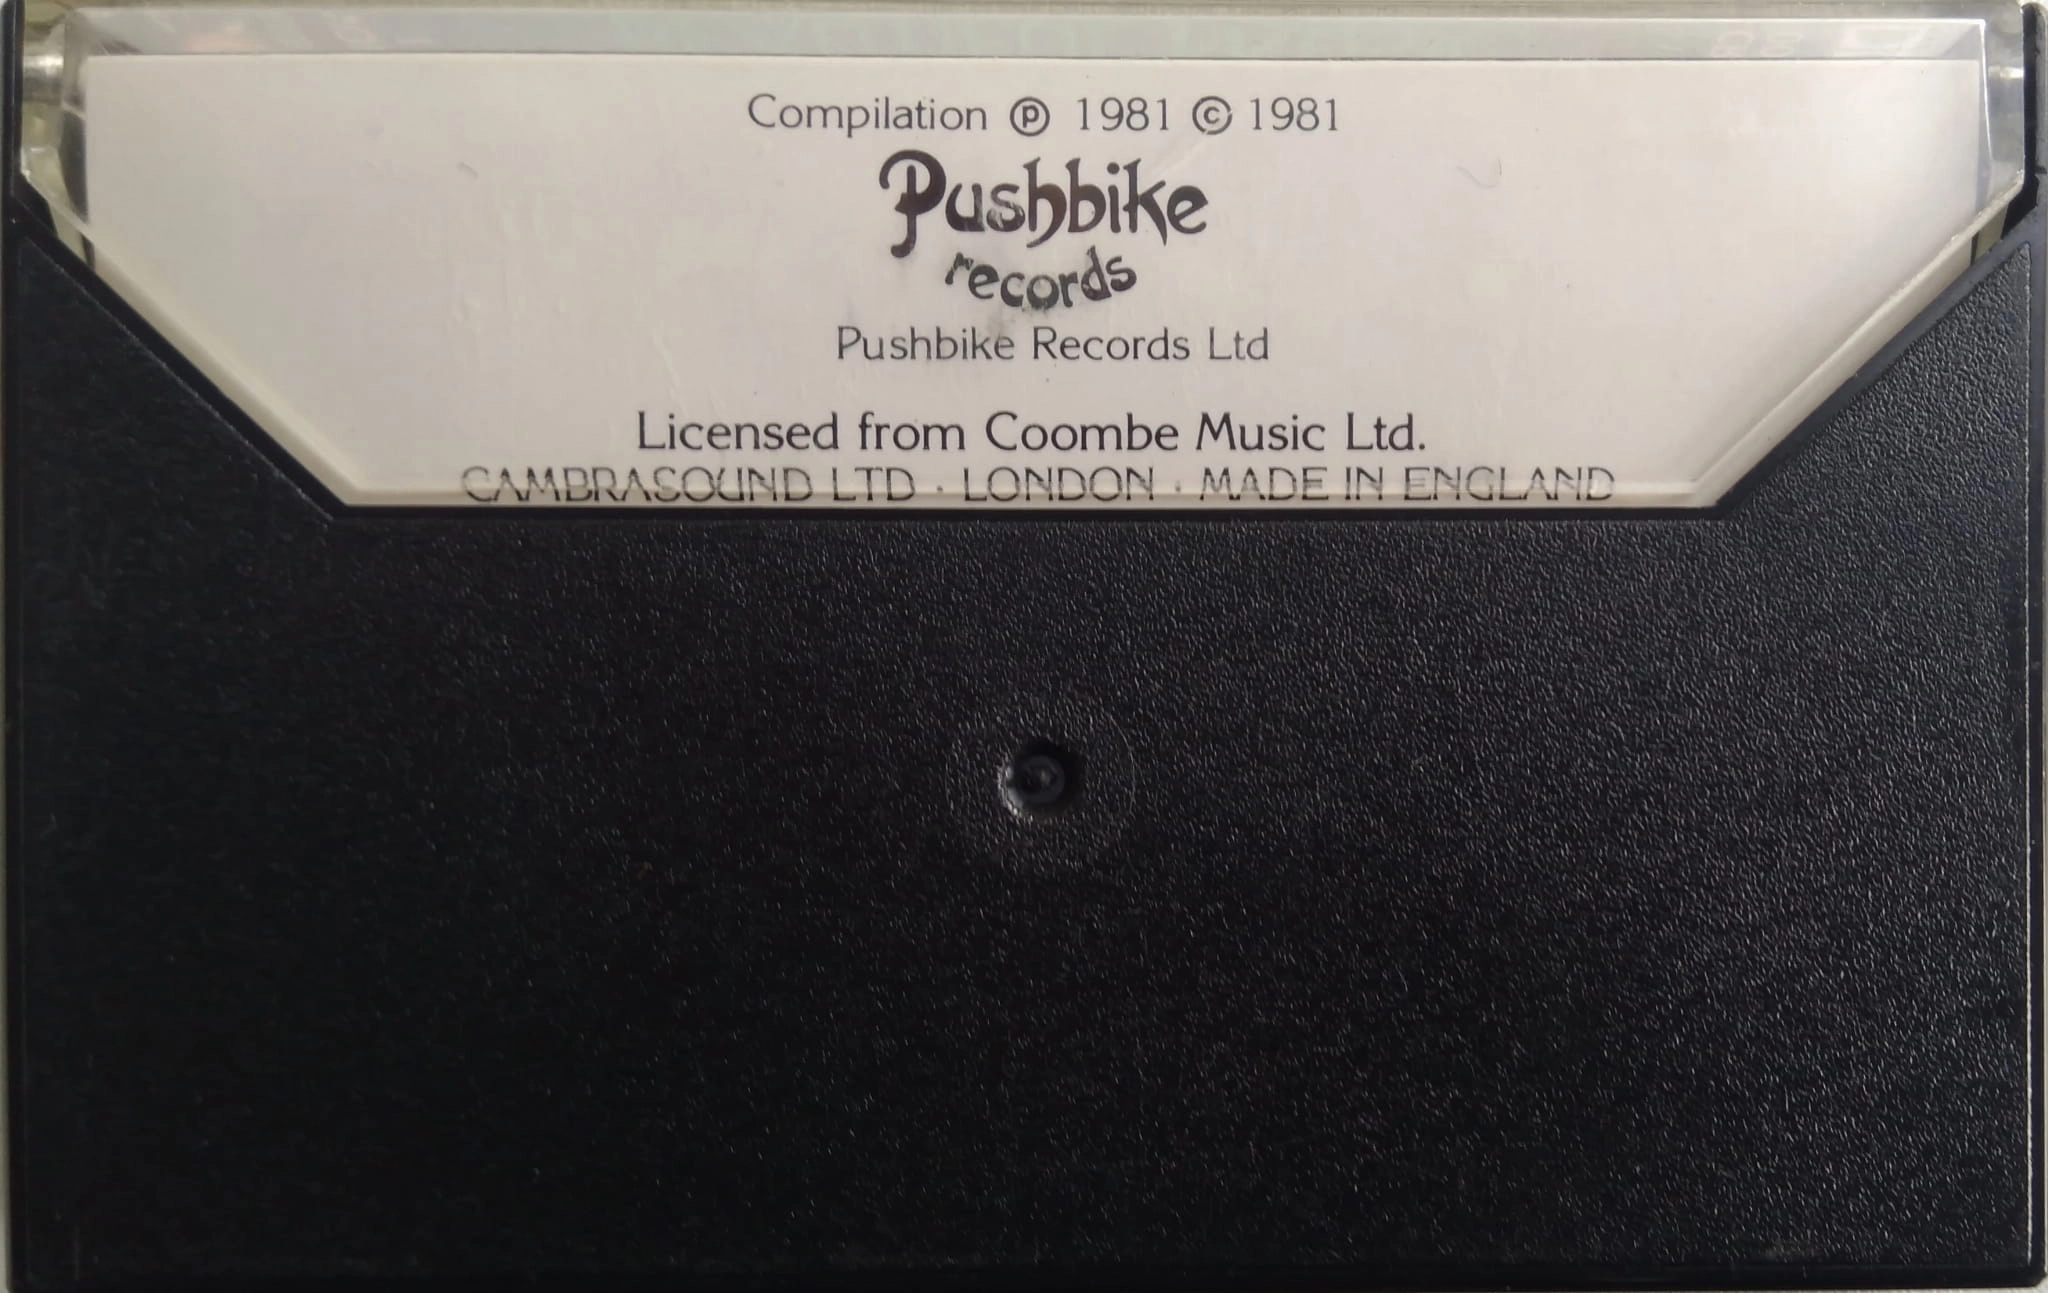 Compilation ℗ 1981 © 1981
Pushbike
records
Pushbike Records Ltd
Licensed from Coombe Music Ltd.
CAMBRASOUND LTD · LONDON · MADE IN ENGLAND